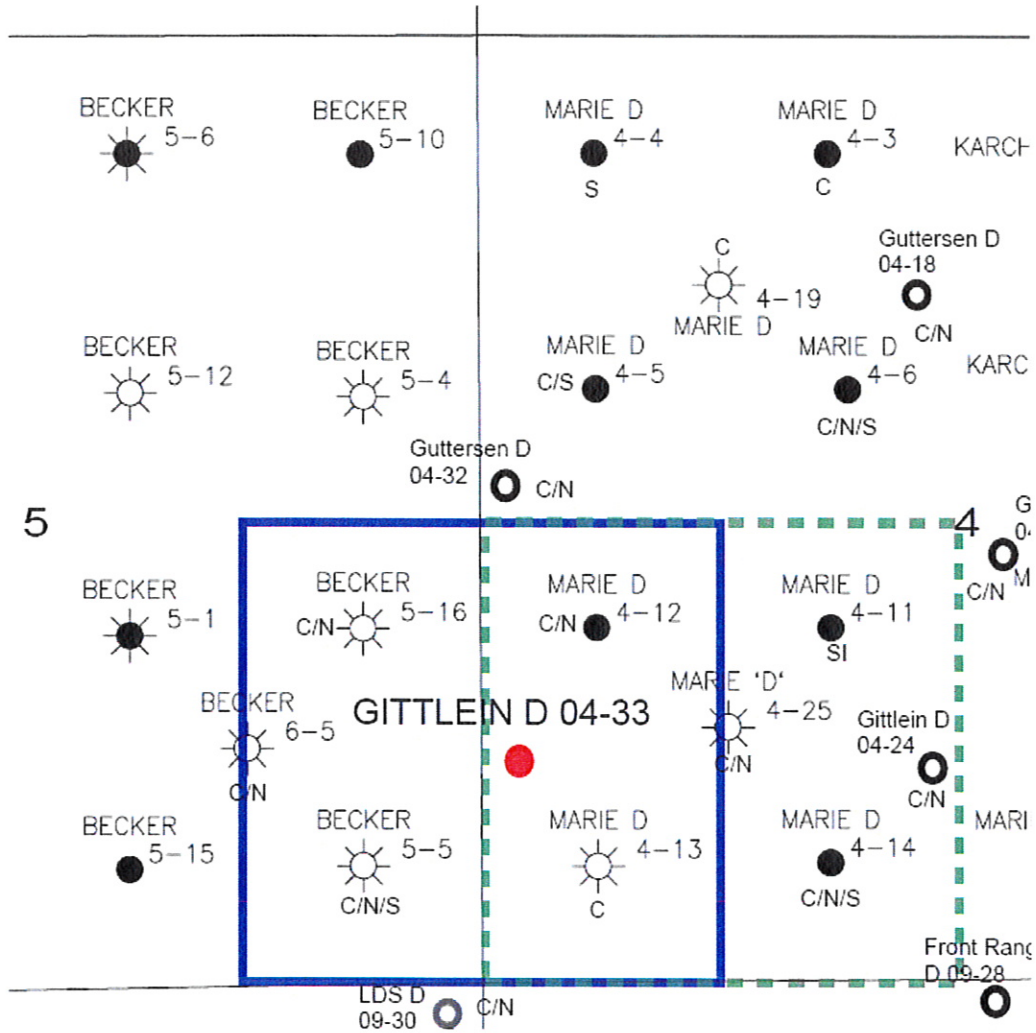 BECKER
5-6
BECKER
5-10
MARIE D
4-4
S
MARIE D
4-3
C
KARCH
Guttersen D
04-18
C/N
C
4-19
MARIE D
BECKER
5-12
BECKER
5-4
MARIE D
C/S
4-5
MARIE D
4-6
C/N/S
KARC
Guttersen D
04-32
C/N
5
4
G
04
M
C/N
BECKER
5-1
BECKER
C/N
5-16
MARIE D
C/N
4-12
MARIE D
4-11
SI
BECKER
6-5
C/N
GITTLEIN D 04-33
MARIE 'D'
4-25
C/N
Gittlein D
04-24
C/N
BECKER
5-15
BECKER
5-5
C/N/S
MARIE D
4-13
C
MARIE D
4-14
C/N/S
MARI
Front Rang
D 09-28
LDS D
09-30
C/N